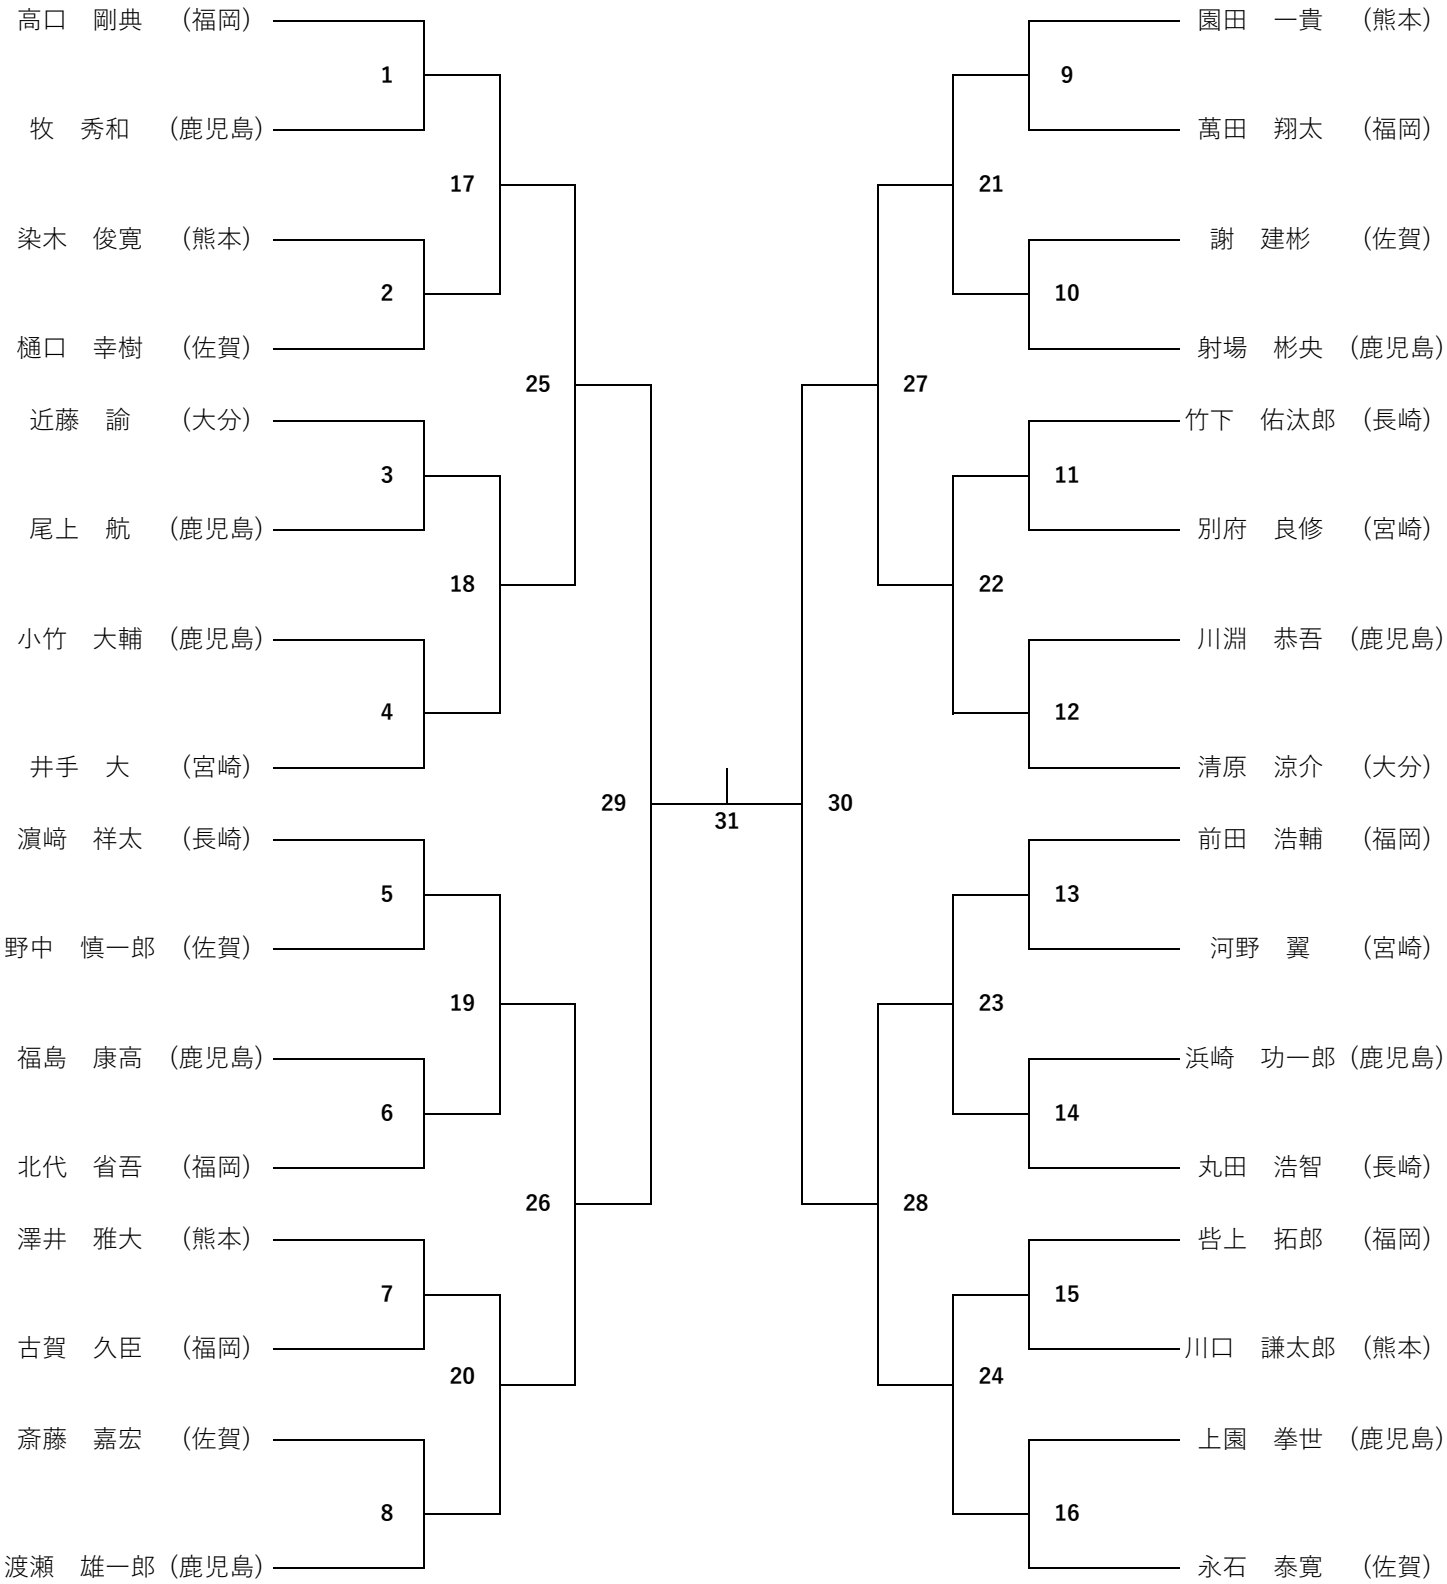 高口　剛典　（福岡）
1
牧　秀和　（鹿児島）
17
染木　俊寛　（熊本）
2
樋口　幸樹　（佐賀）
25
近藤　諭　（大分）
3
尾上　航　（鹿児島）
18
小竹　大輔　（鹿児島）
4
井手　大　（宮崎）
29
濵﨑　祥太　（長崎）
5
野中　慎一郎　（佐賀）
19
福島　康高　（鹿児島）
6
北代　省吾　（福岡）
26
澤井　雅大　（熊本）
7
古賀　久臣　（福岡）
20
斎藤　嘉宏　（佐賀）
8
渡瀬　雄一郎（鹿児島）
31
園田　一貴　（熊本）
9
萬田　翔太　（福岡）
21
謝　建彬　（佐賀）
10
射場　彬央　（鹿児島）
27
竹下　佑汰郎　（長崎）
11
別府　良修　（宮崎）
22
川淵　恭吾　（鹿児島）
12
清原　涼介　（大分）
30
前田　浩輔　（福岡）
13
河野　翼　（宮崎）
23
浜崎　功一郎（鹿児島）
14
丸田　浩智　（長崎）
28
砦上　拓郎　（福岡）
15
川口　謙太郎　（熊本）
24
上園　拳世　（鹿児島）
16
永石　泰寛　（佐賀）